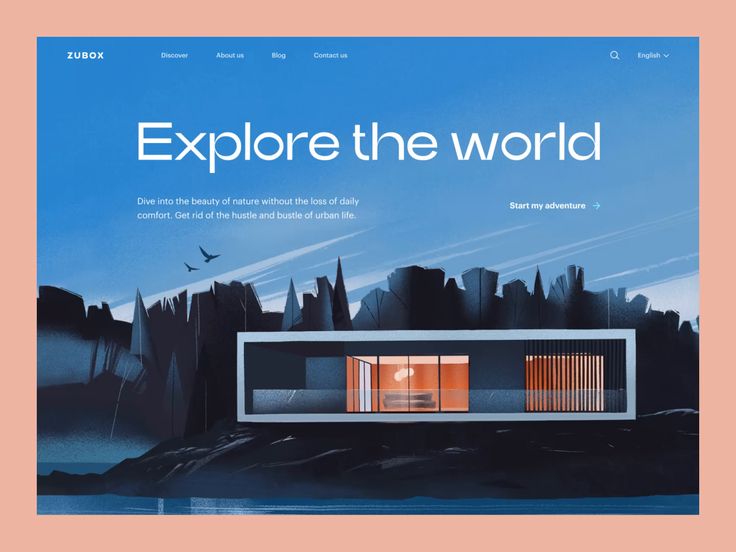 ZUBOX
Discover
About us
Blog
Contact us
English
Explore the world
Dive into the beauty of nature without the loss of daily
comfort. Get rid of the hustle and bustle of urban life.
Start my adventure